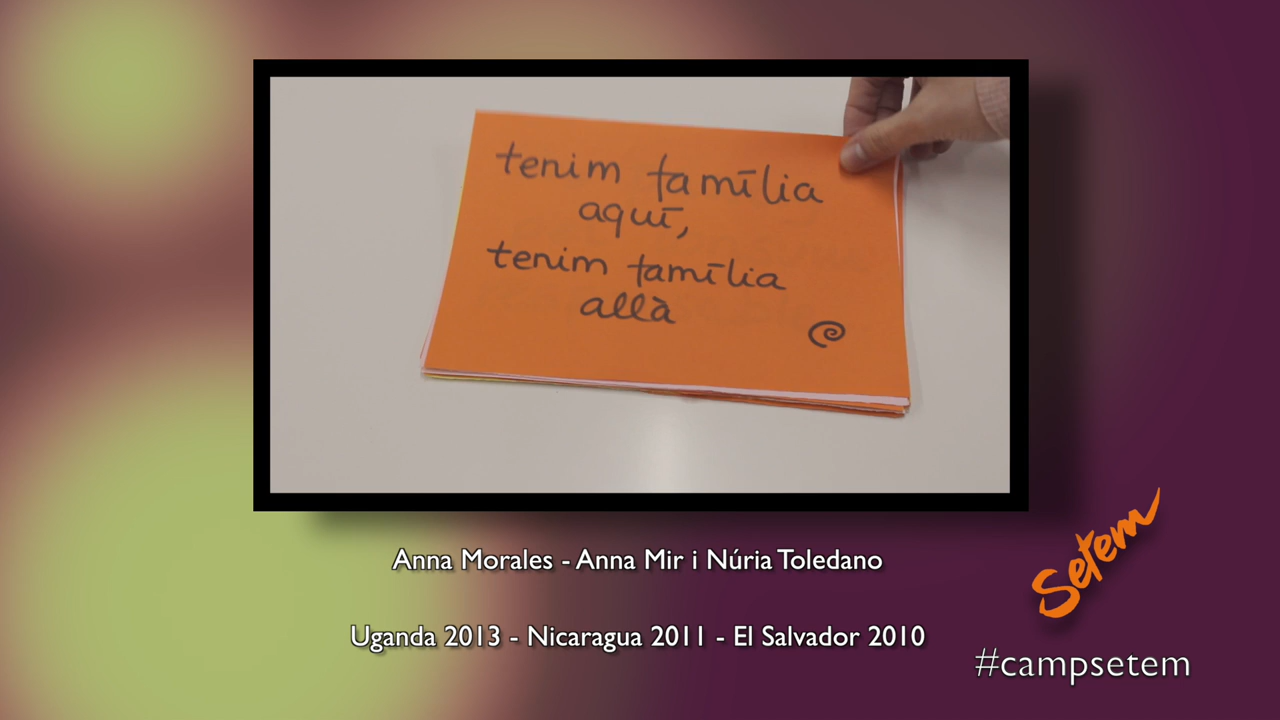 tenim família
aquí,
tenim família
allà
Anna Morales - Anna Mir i Núria Toledano
Uganda 2013 - Nicaragua 2011 - El Salvador 2010
Setem
#campsetem